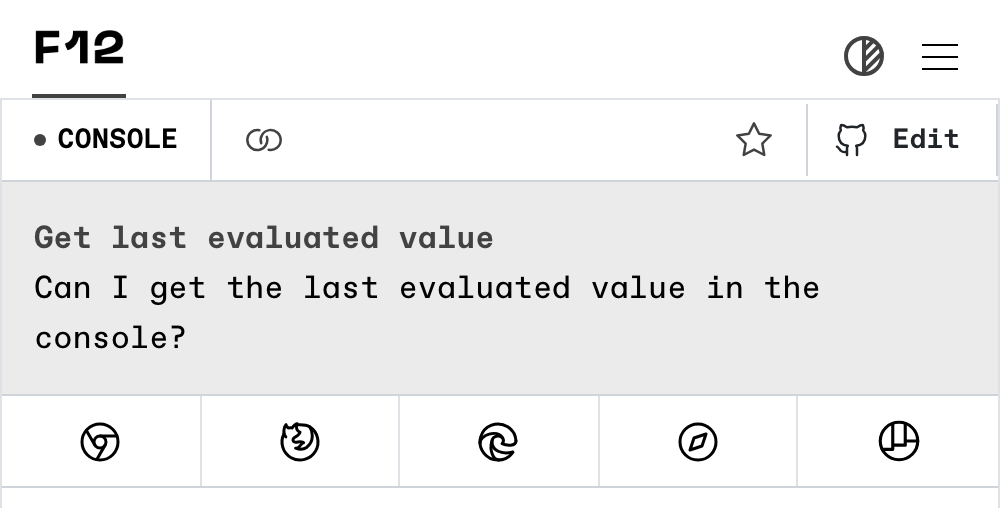 F12
CONSOLE
Edit
Get last evaluated value
Can I get the last evaluated value in the
console?